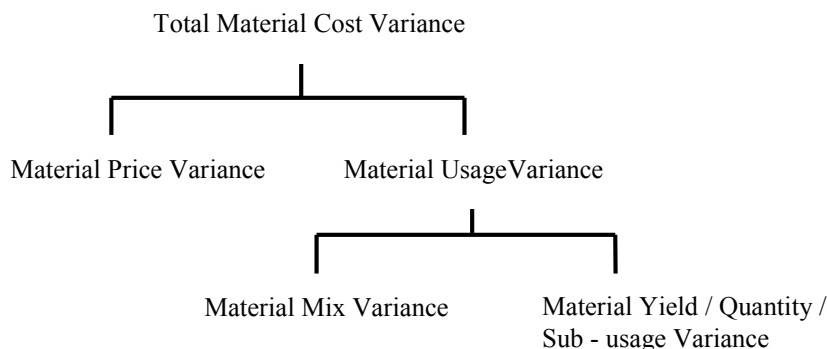 Total Material Cost Variance
Material Price Variance
Material UsageVariance
Material Mix Variance
Material Yield / Quantity /
Sub - usage Variance